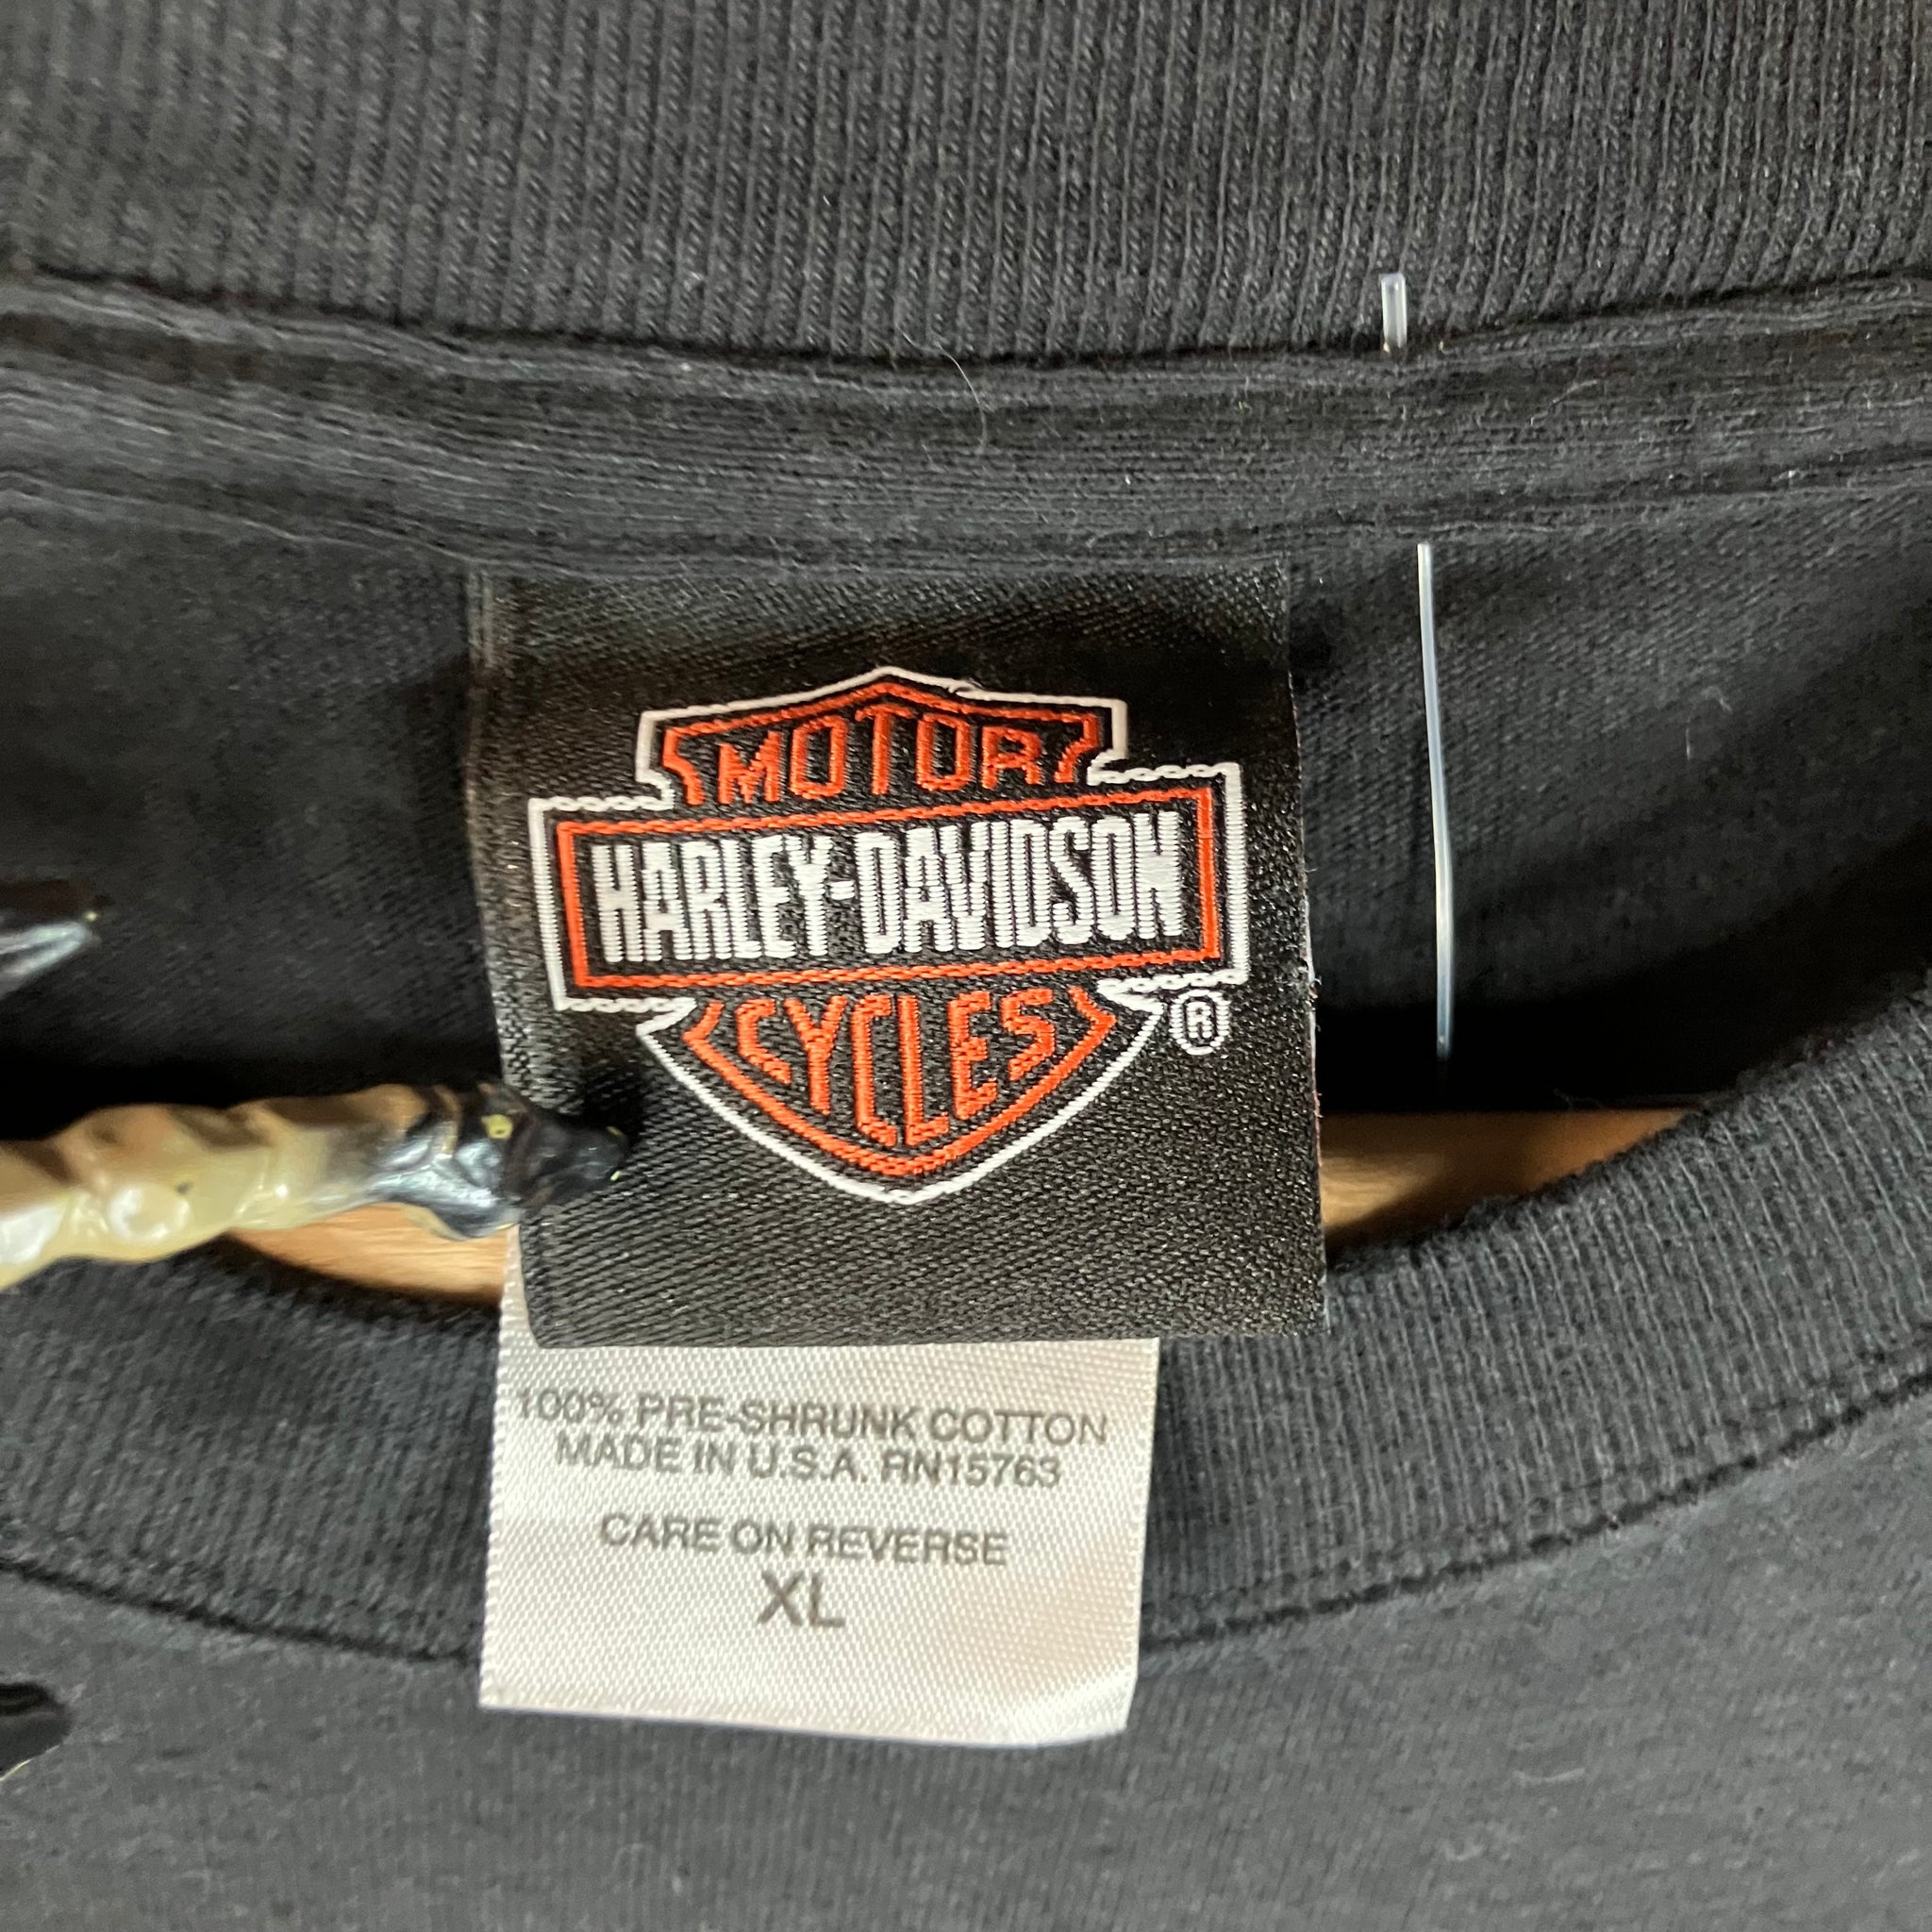 MOTOR
HARLEY-DAVIDSON
CYCLES
®
100% PRE-SHRUNK COTTON
MADE IN U.S.A. RN15763
CARE ON REVERSE
XL